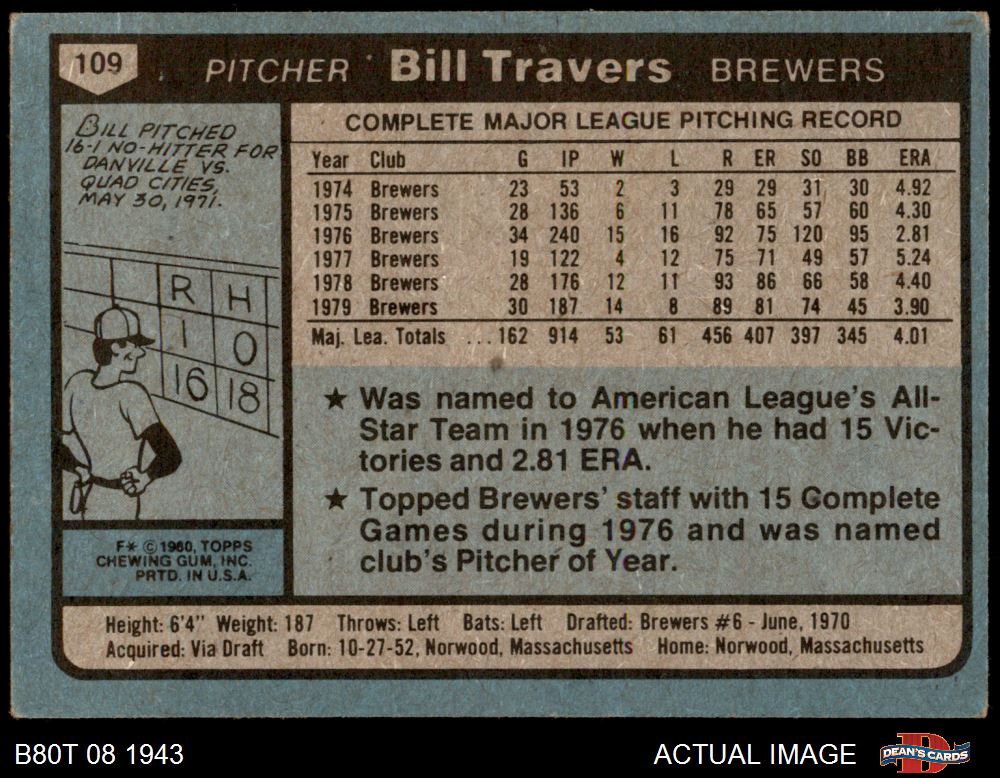 109 PITCHER Bill Travers BREWERS
BILL PITCHED
16-1 NO-HITTER FOR
DANVILLE VS.
QUAD CITIES,
MAY 30, 1971.
R H
1 0
16 18
F* © 1980, TOPPS
CHEWING GUM, INC.
PRTD. IN U.S.A.
COMPLETE MAJOR LEAGUE PITCHING RECORD
Year Club G IP W L R ER SO BB ERA
1974 Brewers 23 53 2 3 29 29 31 30 4.92
1975 Brewers 28 136 6 11 78 65 57 60 4.30
1976 Brewers 34 240 15 16 92 75 120 95 2.81
1977 Brewers 19 122 4 12 75 71 49 57 5.24
1978 Brewers 28 176 12 11 93 86 66 58 4.40
1979 Brewers 30 187 14 8 89 81 74 45 3.90
Maj. Lea. Totals ... 162 914 53 61 456 407 397 345 4.01
★ Was named to American League's All-
Star Team in 1976 when he had 15 Vic-
tories and 2.81 ERA.
★ Topped Brewers' staff with 15 Complete
Games during 1976 and was named
club's Pitcher of Year.
Height: 6'4" Weight: 187 Throws: Left Bats: Left Drafted: Brewers #6 - June, 1970
Acquired: Via Draft Born: 10-27-52, Norwood, Massachusetts Home: Norwood, Massachusetts
B80T 08 1943 ACTUAL IMAGE DEAN'S CARDS